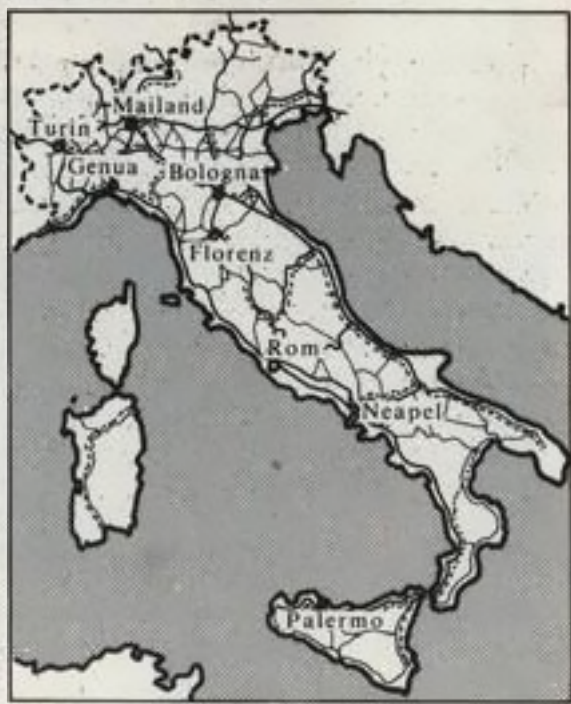 Mailand
Turin
Genua
Bologna
Florenz
Rom
Neapel
Palermo